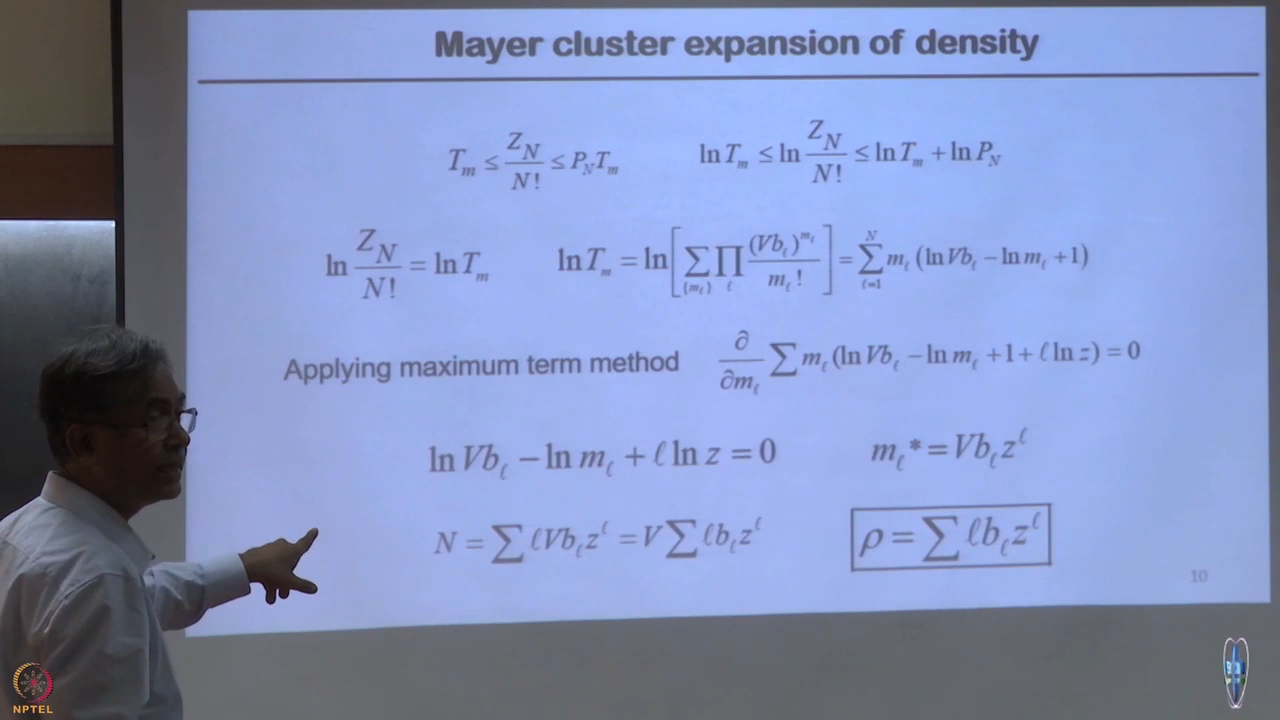 Mayer cluster expansion of density
T_m ≤ Z_N / N! ≤ P_N T_m    ln T_m ≤ ln Z_N / N! ≤ ln T_m + ln P_N
ln Z_N / N! = ln T_m    ln T_m = ln [ ∑_{m_ℓ} ∏_ℓ (Vb_ℓ)^{m_ℓ} / m_ℓ ! ] = ∑_{ℓ=1}^{N} m_ℓ (ln Vb_ℓ − ln m_ℓ + 1)
Applying maximum term method    ∂/∂m_ℓ ∑ m_ℓ (ln Vb_ℓ − ln m_ℓ + 1 + ℓ ln z) = 0
ln Vb_ℓ − ln m_ℓ + ℓ ln z = 0    m_ℓ* = Vb_ℓ z^ℓ
N = ∑ ℓVb_ℓ z^ℓ = V ∑ ℓb_ℓ z^ℓ    ρ = ∑ ℓb_ℓ z^ℓ
10
NPTEL